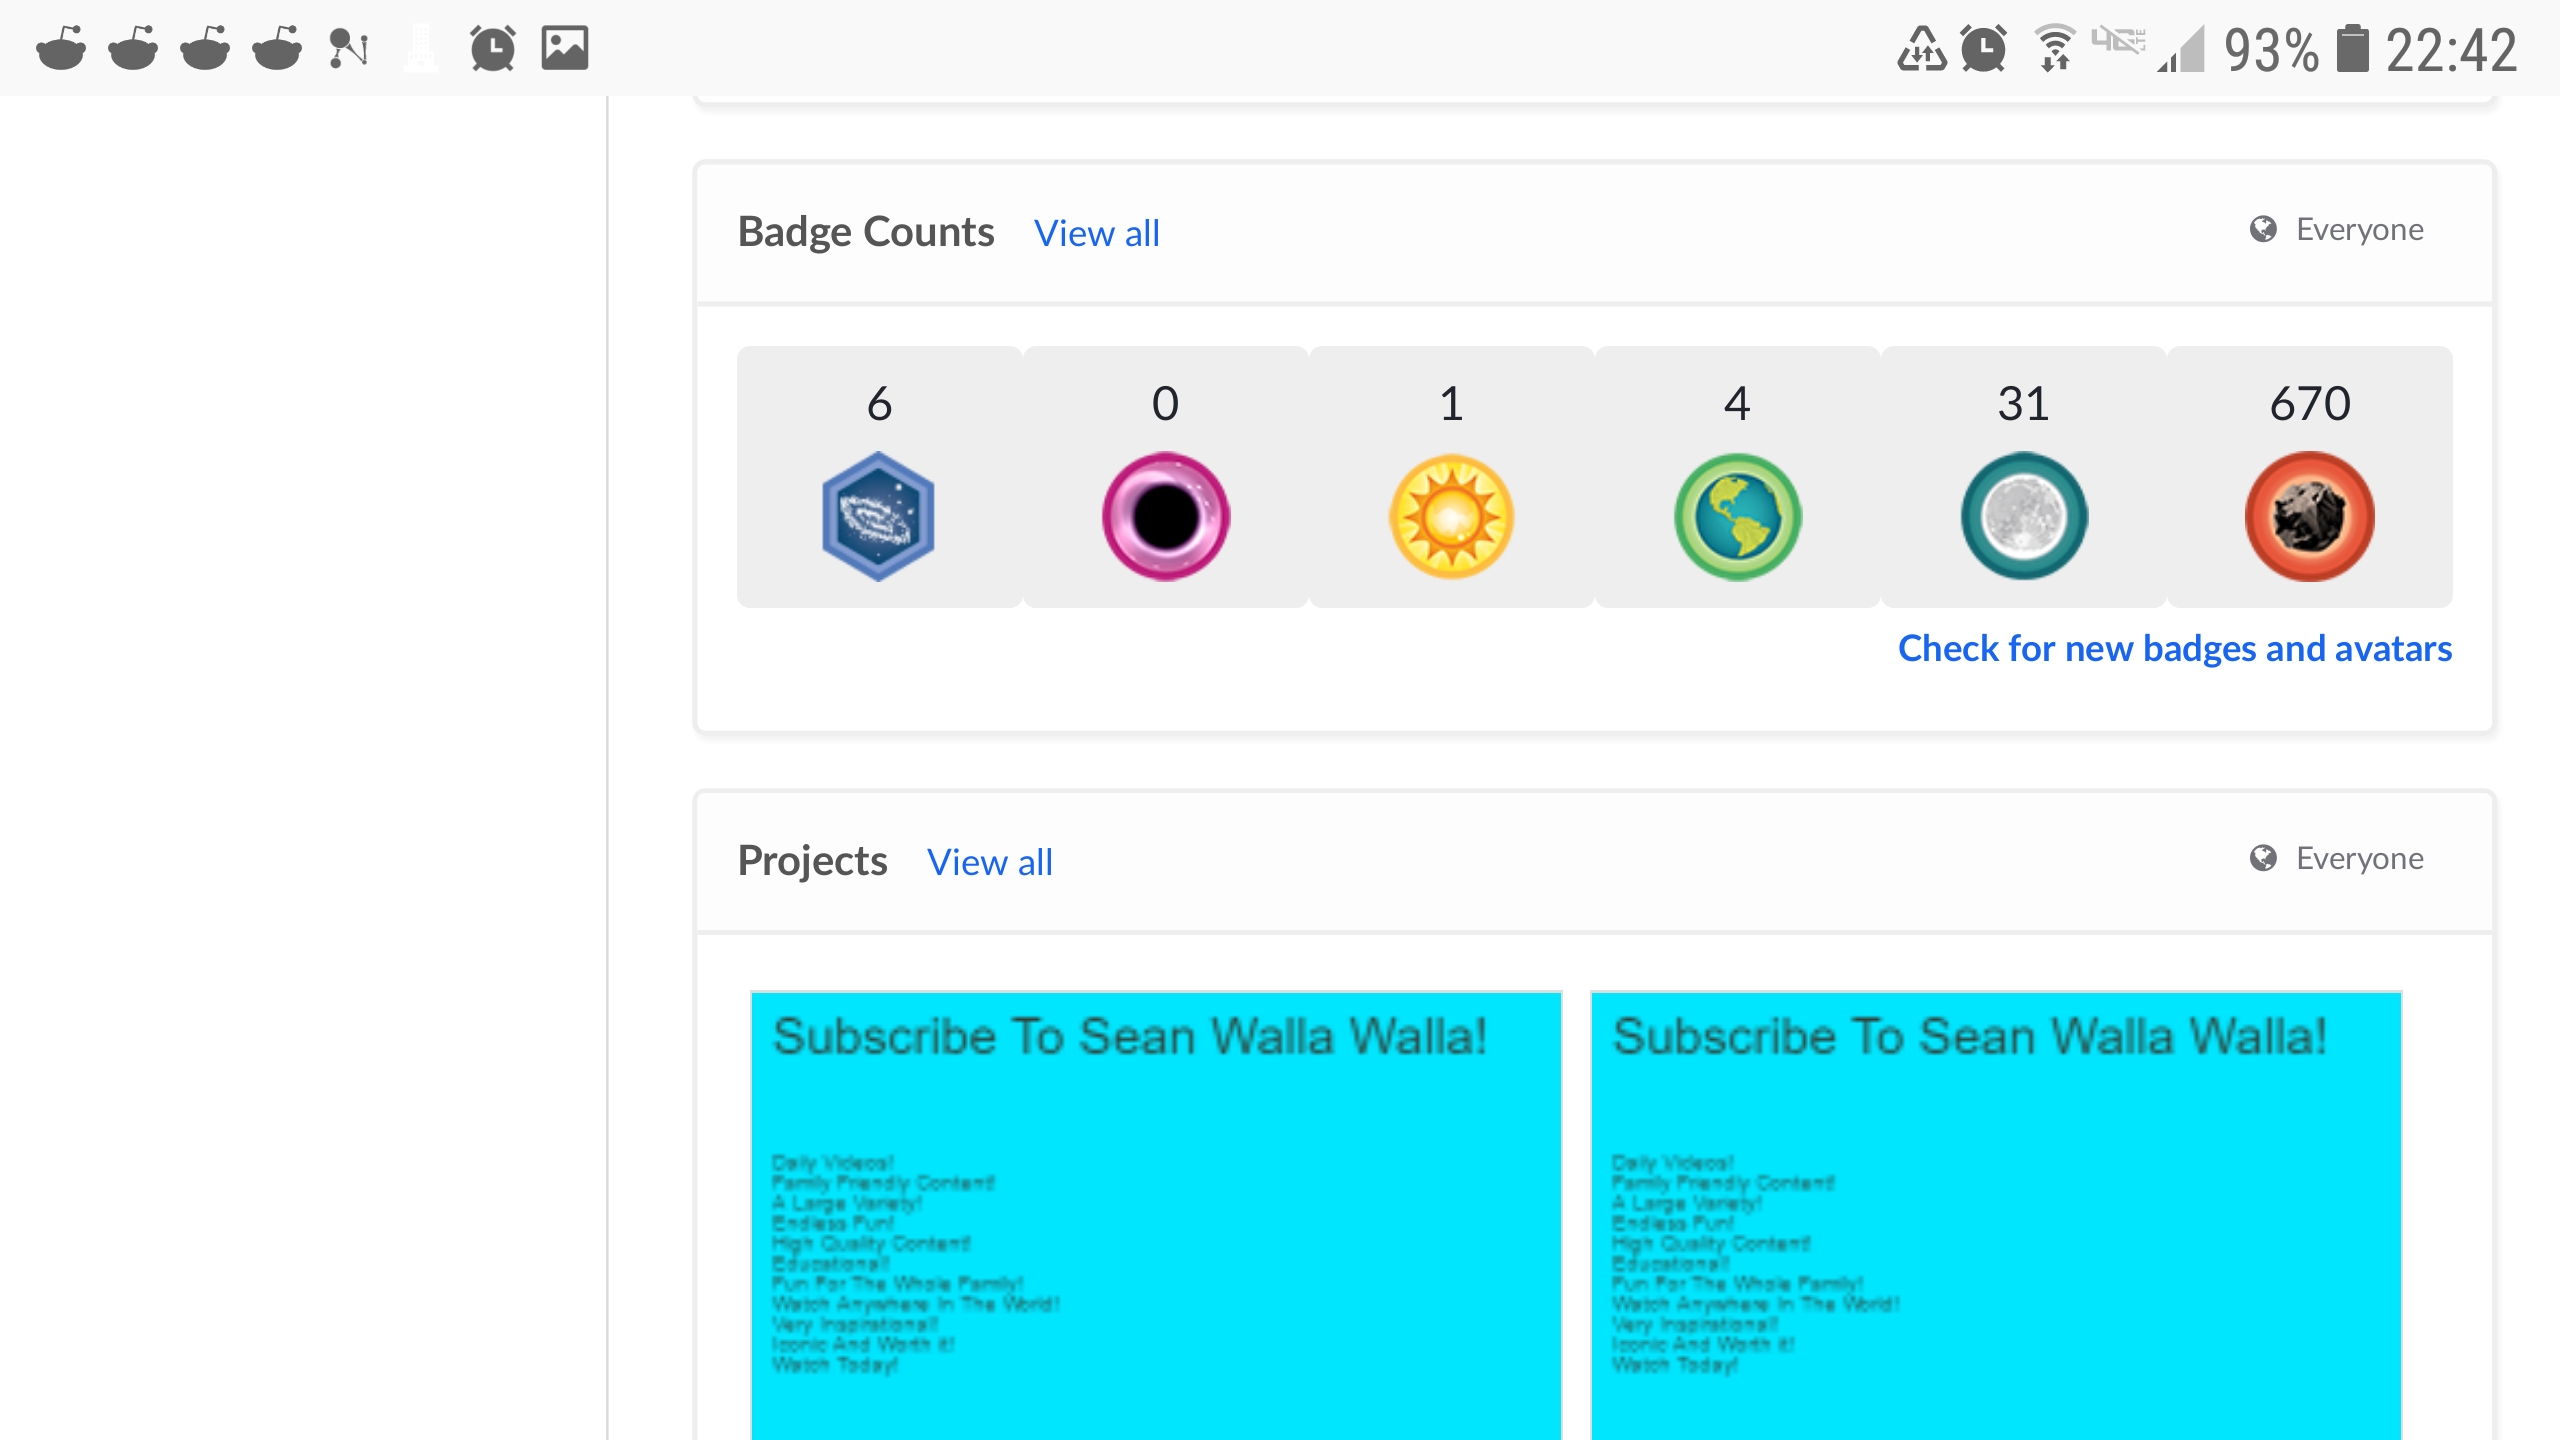 93% 22:42
Badge Counts View all Everyone
6 0 1 4 31 670
Check for new badges and avatars
Projects View all Everyone
Subscribe To Sean Walla Walla! Subscribe To Sean Walla Walla!
Daily Videos! Daily Videos!
Family Friendly Content! Family Friendly Content!
A Large Variety! A Large Variety!
Endless Fun! Endless Fun!
High Quality Content! High Quality Content!
Educational! Educational!
Fun For The Whole Family! Fun For The Whole Family!
Watch Anywhere In The World! Watch Anywhere In The World!
Very Inspirational! Very Inspirational!
Iconic And Worth it! Iconic And Worth it!
Watch Today! Watch Today!